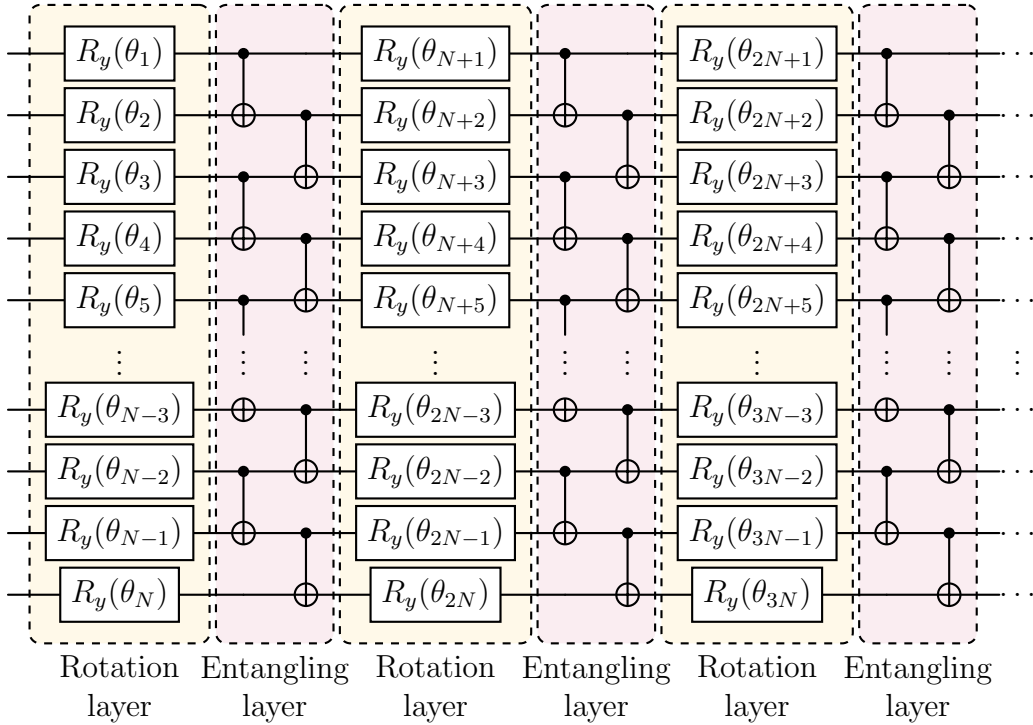 R_y(θ_1) R_y(θ_{N+1}) R_y(θ_{2N+1}) ···
R_y(θ_2) R_y(θ_{N+2}) R_y(θ_{2N+2}) ···
R_y(θ_3) R_y(θ_{N+3}) R_y(θ_{2N+3}) ···
R_y(θ_4) R_y(θ_{N+4}) R_y(θ_{2N+4}) ···
R_y(θ_5) R_y(θ_{N+5}) R_y(θ_{2N+5}) ···
⋮ ⋮ ⋮ ⋮ ⋮ ⋮ ⋮ ⋮ ⋮ ⋮
R_y(θ_{N−3}) R_y(θ_{2N−3}) R_y(θ_{3N−3}) ···
R_y(θ_{N−2}) R_y(θ_{2N−2}) R_y(θ_{3N−2}) ···
R_y(θ_{N−1}) R_y(θ_{2N−1}) R_y(θ_{3N−1}) ···
R_y(θ_N) R_y(θ_{2N}) R_y(θ_{3N}) ···
Rotation Entangling Rotation Entangling Rotation Entangling
layer layer layer layer layer layer